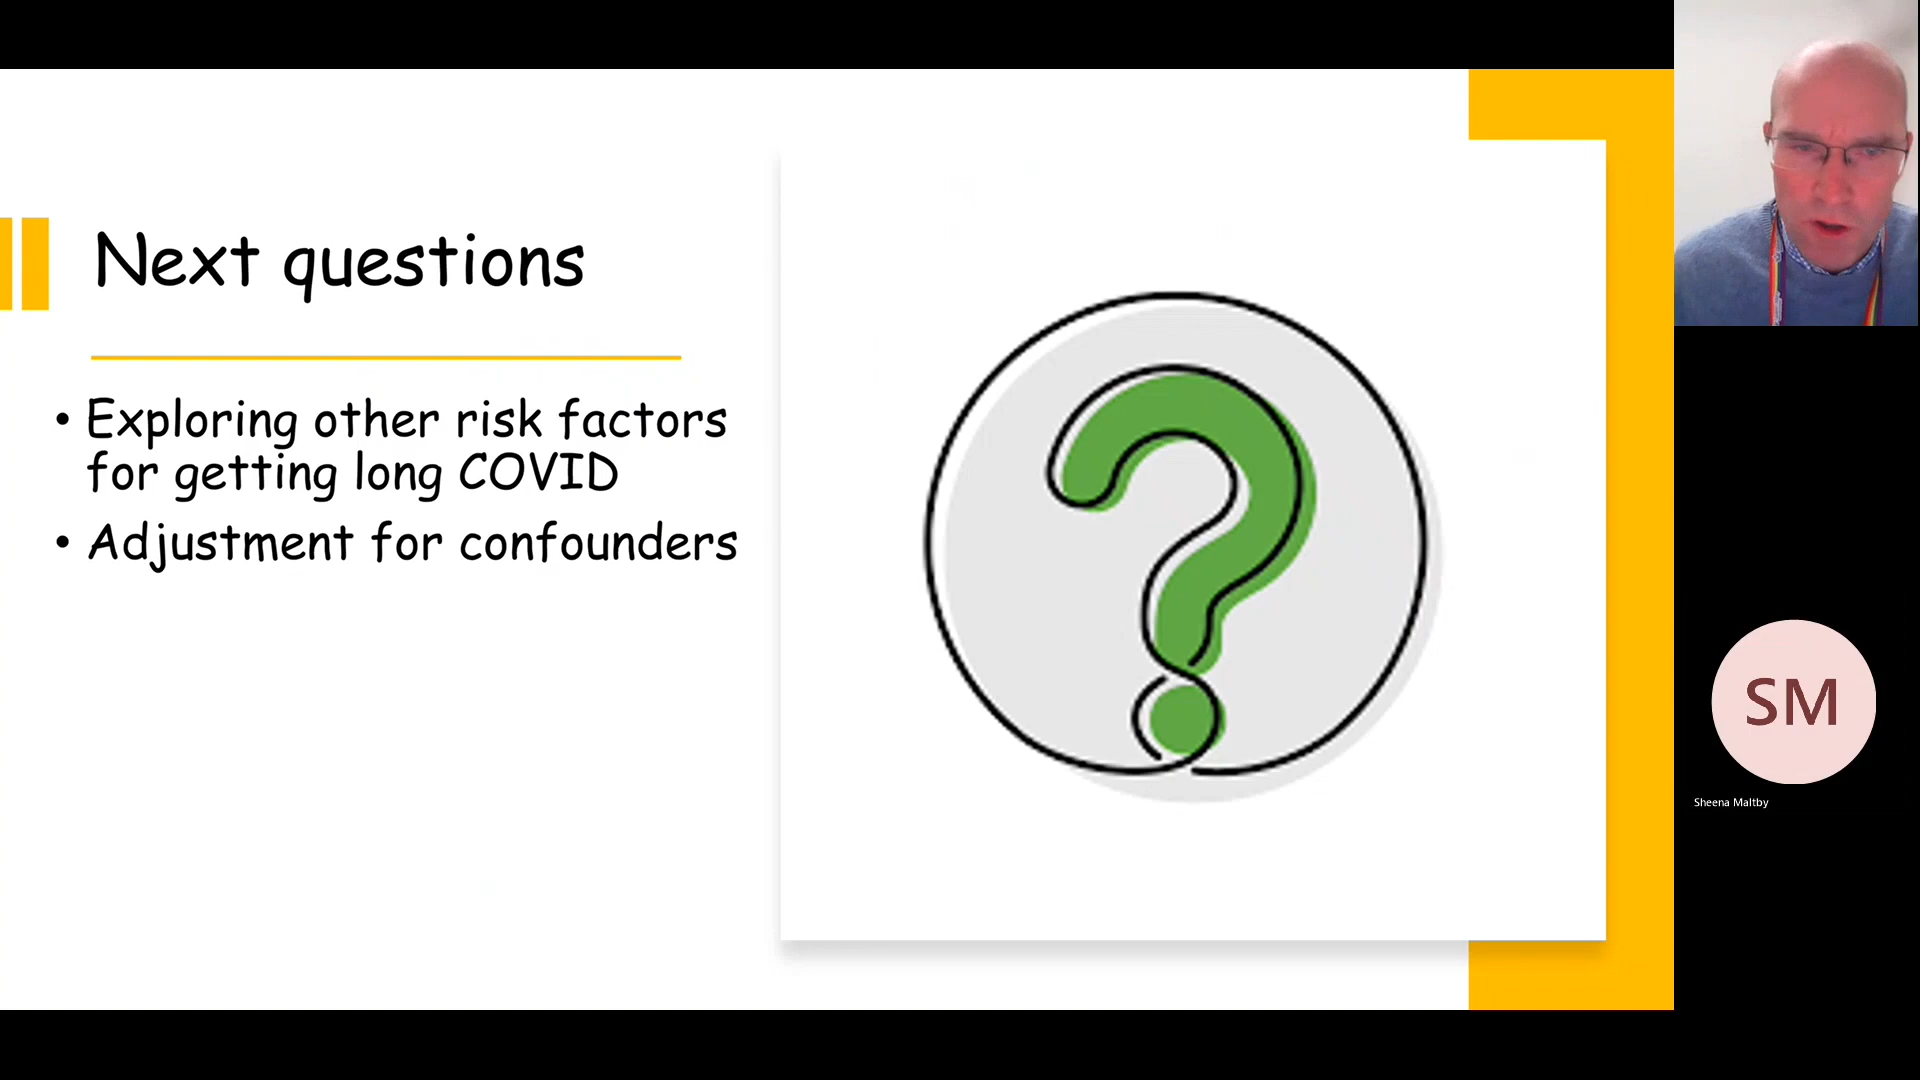 Next questions
• Exploring other risk factors
for getting long COVID
• Adjustment for confounders
SM
Sheena Maltby